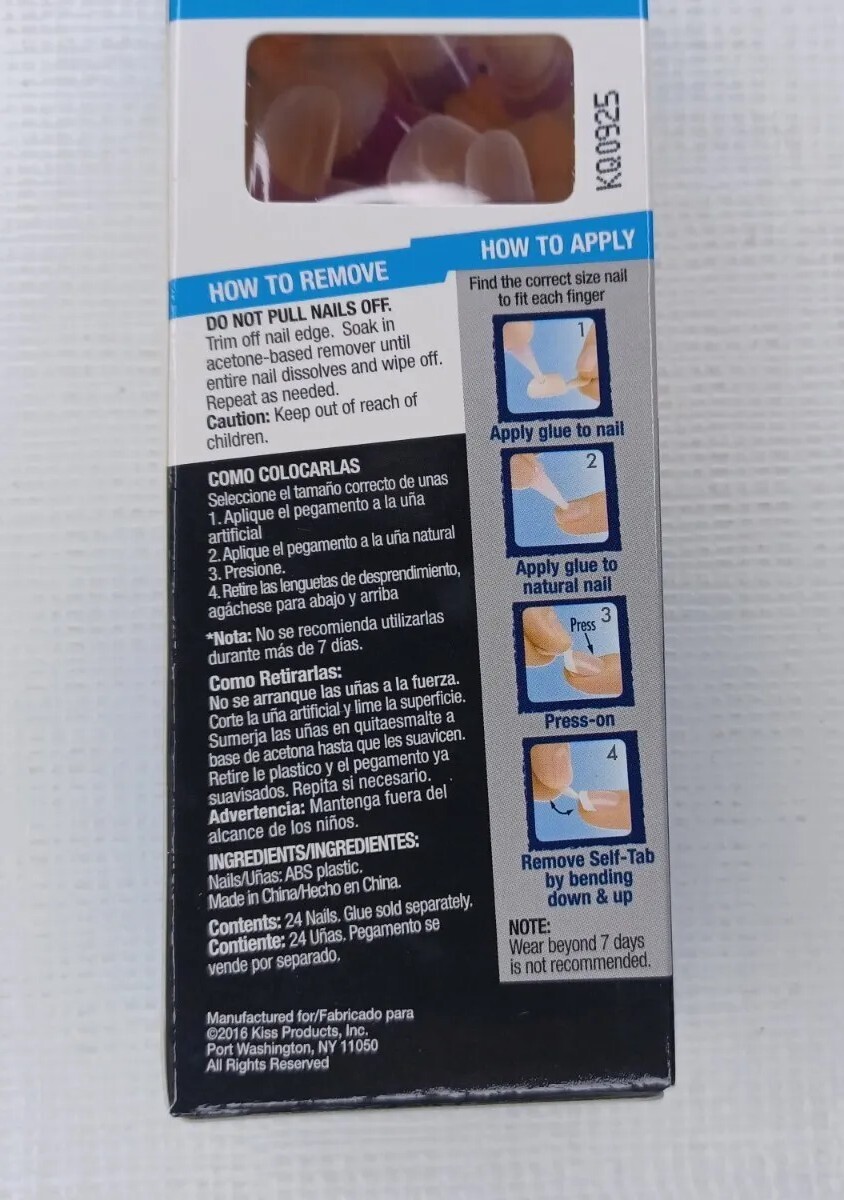 KQ0925
HOW TO REMOVE
DO NOT PULL NAILS OFF.
Trim off nail edge. Soak in
acetone-based remover until
entire nail dissolves and wipe off.
Repeat as needed.
Caution: Keep out of reach of
children.
COMO COLOCARLAS
Seleccione el tamaño correcto de unas
1. Aplique el pegamento a la uña
artificial
2. Aplique el pegamento a la uña natural
3. Presione.
4. Retire las lenguetas de desprendimiento,
agáchese para abajo y arriba
*Nota: No se recomienda utilizarlas
durante más de 7 días.
Como Retirarlas:
No se arranque las uñas a la fuerza.
Corte la uña artificial y lime la superficie.
Sumerja las uñas en quitaesmalte a
base de acetona hasta que les suavicen.
Retire le plastico y el pegamento ya
suavisados. Repita si necesario.
Advertencia: Mantenga fuera del
alcance de los niños.
INGREDIENTS/INGREDIENTES:
Nails/Uñas: ABS plastic.
Made in China/Hecho en China.
Contents: 24 Nails. Glue sold separately.
Contiente: 24 Uñas. Pegamento se
vende por separado.
Manufactured for/Fabricado para
©2016 Kiss Products, Inc.
Port Washington, NY 11050
All Rights Reserved
HOW TO APPLY
Find the correct size nail
to fit each finger
1
Apply glue to nail
2
Apply glue to
natural nail
3
Press
Press-on
4
Remove Self-Tab
by bending
down & up
NOTE:
Wear beyond 7 days
is not recommended.